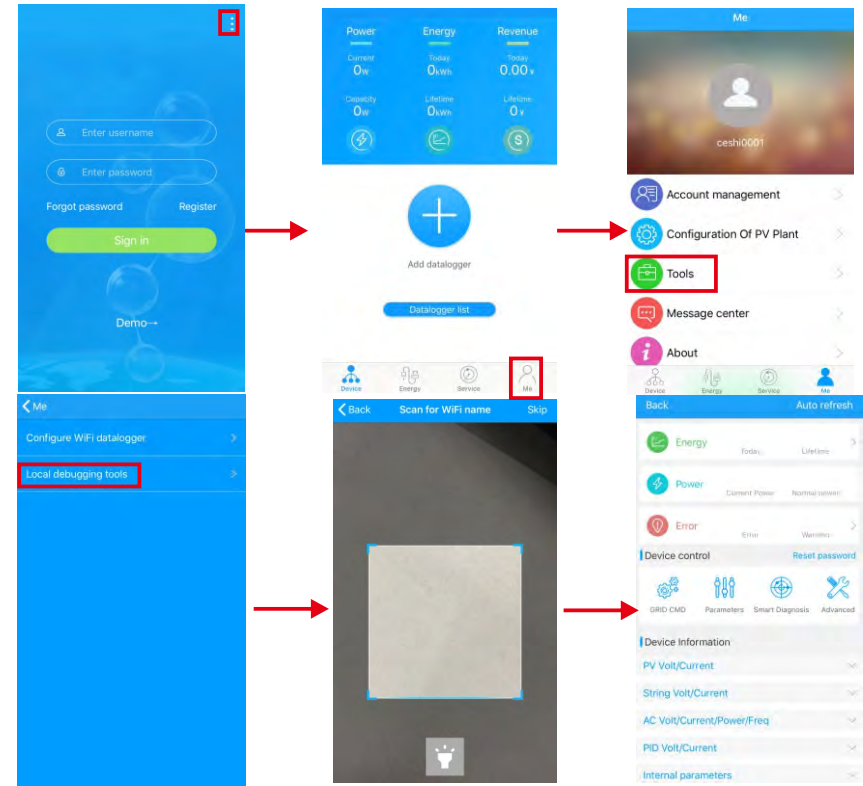 Enter username
Enter password
Forgot password Register
Sign in
Demo→
Power Energy Revenue
Current Today Today
0W 0kWh 0.00¥
Capacity Lifetime Lifetime
0W 0kWh 0¥
Add datalogger
Datalogger list
Device Energy Service Me
Me
ceshi0001
Account management
Configuration Of PV Plant
Tools
Message center
About
Device Energy Service Me
Me
Configure WiFi datalogger
Local debugging tools
Back Scan for WiFi name Skip
Back Auto refresh
Energy
Today Lifetime
Power
Current Power Normal power
Error
Error Warning
Device control Reset password
GRID CMD Parameters Smart Diagnosis Advanced
Device Information
PV Volt/Current
String Volt/Current
AC Volt/Current/Power/Freq
PID Volt/Current
Internal parameters